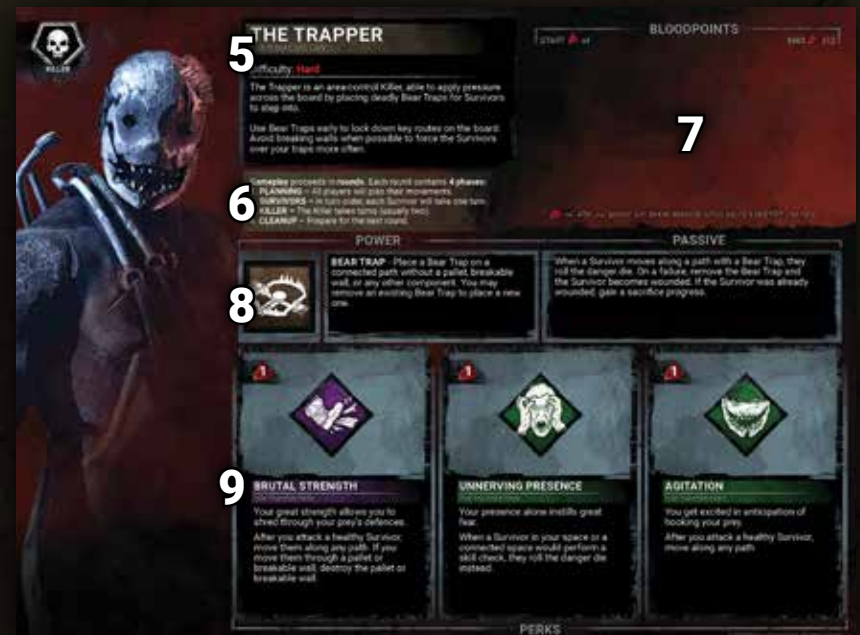 KILLER
5
THE TRAPPER
Difficulty: Hard
The Trapper is an area-control Killer, able to apply pressure
across the board by placing deadly Bear Traps for Survivors
to step into.
Use Bear Traps early to lock down key routes on the board.
Avoid breaking walls when possible to force the Survivors
over your traps more often.
BLOODPOINTS
START
7
6
Gameplay proceeds in rounds. Each round contains 4 phases:
PLANNING – All players will plan their movements.
SURVIVORS – In turn order, each Survivor will take one turn.
KILLER – The Killer takes turns (usually two).
CLEANUP – Prepare for the next round.
POWER
PASSIVE
8
BEAR TRAP - Place a Bear Trap on a
connected path without a pallet, breakable
wall, or any other component. You may
remove an existing Bear Trap to place a new
one.
When a Survivor moves along a path with a Bear Trap, they
roll the danger die. On a failure, remove the Bear Trap and
the Survivor becomes wounded. If the Survivor was already
wounded, gain a sacrifice progress.
9
1
BRUTAL STRENGTH
Your great strength allows you to
shred through your prey's defences.
After you attack a healthy Survivor,
move them along any path. If you
move them through a pallet or
breakable wall, destroy the pallet or
breakable wall.
1
UNNERVING PRESENCE
Your presence alone instills great
fear.
When a Survivor in your space or a
connected space would perform a
skill check, they roll the danger die
instead.
1
AGITATION
You get excited in anticipation of
hooking your prey.
After you attack a healthy Survivor,
move along any path.
PERKS